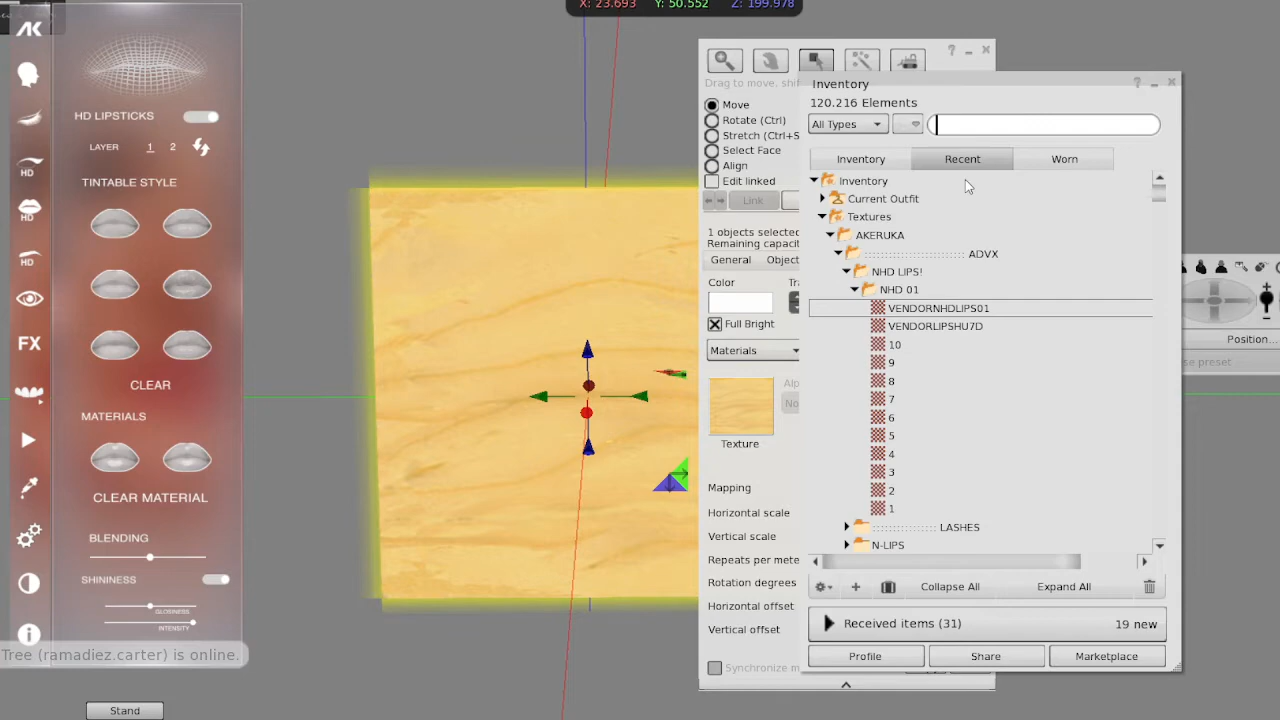 X: 23.693 Y: 50.552 Z: 199.978
AK
HD LIPSTICKS
LAYER 1 2
TINTABLE STYLE
HD
HD
HD
FX
CLEAR
MATERIALS
CLEAR MATERIAL
BLENDING
SHININESS
GLOSINESS
INTENSITY
Tree (ramadiez.carter) is online.
Stand
Drag to move, shif
Move
Rotate (Ctrl)
Stretch (Ctrl+S
Select Face
Align
Edit linked
Link
1 objects selected
Remaining capacit
General Object
Color Tra
Full Bright
Materials
Alp
No
Texture
Mapping
Horizontal scale
Vertical scale
Repeats per mete
Rotation degrees
Horizontal offset
Vertical offset
Synchronize m
Inventory
120.216 Elements
All Types
Inventory Recent Worn
Inventory
Current Outfit
Textures
AKERUKA
:::::::::::::::::::::::: ADVX
NHD LIPS!
NHD 01
VENDORNHDLIPS01
VENDORLIPSHU7D
10
9
8
7
6
5
4
3
2
1
:::::::::::::::: LASHES
N-LIPS
Collapse All Expand All
Received items (31) 19 new
Profile Share Marketplace
Position...
se preset